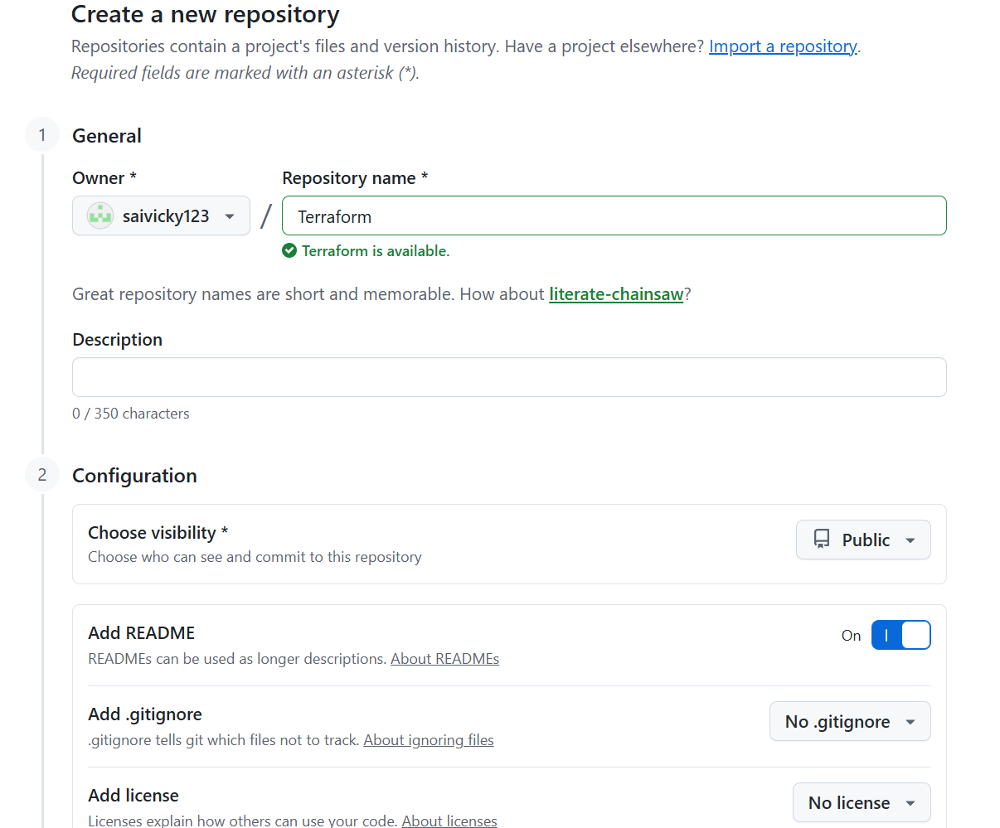 Create a new repository
Repositories contain a project's files and version history. Have a project elsewhere? Import a repository.
Required fields are marked with an asterisk (*).
1 General
Owner * Repository name *
saivicky123 / Terraform
Terraform is available.
Great repository names are short and memorable. How about literate-chainsaw?
Description
0 / 350 characters
2 Configuration
Choose visibility *
Public
Choose who can see and commit to this repository
Add README
On
READMEs can be used as longer descriptions. About READMEs
Add .gitignore
No .gitignore
.gitignore tells git which files not to track. About ignoring files
Add license
No license
Licenses explain how others can use your code. About licenses